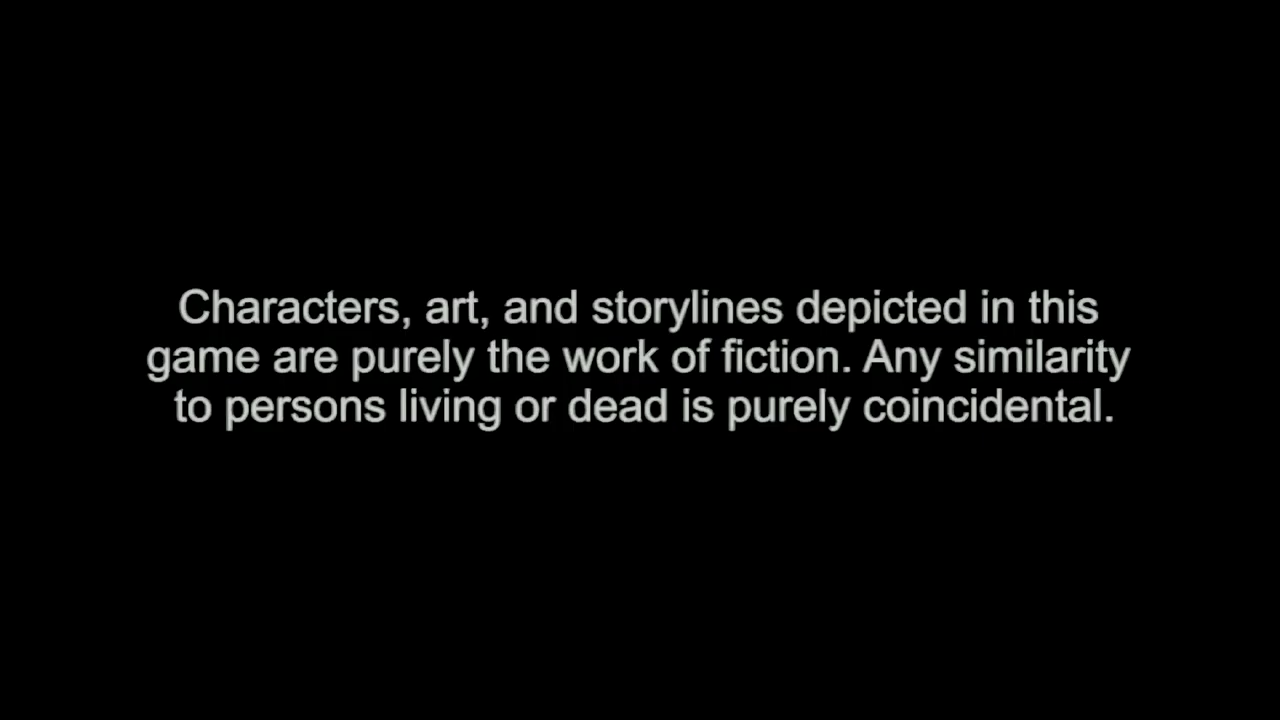 Characters, art, and storylines depicted in this
game are purely the work of fiction. Any similarity
to persons living or dead is purely coincidental.